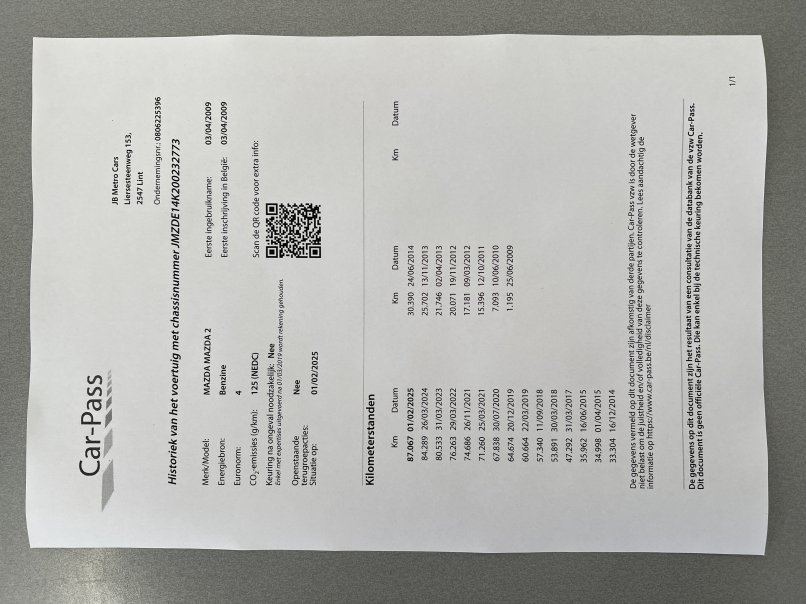 Car-Pass
JB Metro Cars
Liersesteenweg 153,
2547 Lint
Ondernemingsnr.: 0806225396
Historiek van het voertuig met chassisnummer JMZDE14K200232773
Merk/Model: MAZDA MAZDA 2
Energiebron: Benzine
Euronorm: 4
CO2-emissies (g/km): 125 (NEDC)
Keuring na ongeval noodzakelijk: Nee
Enkel met expertises uitgevoerd na 01/03/2019 wordt rekening gehouden.
Openstaande Nee
terugroepacties:
Situatie op: 01/02/2025
Eerste ingebruikname: 03/04/2009
Eerste inschrijving in België: 03/04/2009
Scan de QR code voor extra info:
Kilometerstanden
Km Datum
87.067 01/02/2025
84.289 26/03/2024
80.533 31/03/2023
76.263 29/03/2022
74.686 26/11/2021
71.260 25/03/2021
67.838 30/07/2020
64.674 20/12/2019
60.664 22/03/2019
57.340 11/09/2018
53.891 30/03/2018
47.292 31/03/2017
35.962 16/06/2015
34.998 01/04/2015
33.304 16/12/2014
Km Datum
30.390 24/06/2014
25.702 13/11/2013
21.746 02/04/2013
20.071 19/11/2012
17.181 09/03/2012
15.396 12/10/2011
7.093 10/06/2010
1.195 25/06/2009
Km Datum
De gegevens vermeld op dit document zijn afkomstig van derde partijen. Car-Pass vzw is door de wetgever
niet belast om de juistheid en/of volledigheid van deze gegevens te controleren. Lees aandachtig de
informatie op https://www.car-pass.be/nl/disclaimer
De gegevens op dit document zijn het resultaat van een consultatie van de databank van de vzw Car-Pass.
Dit document is geen officiële Car-Pass. Die kan enkel bij de technische keuring bekomen worden.
1/1